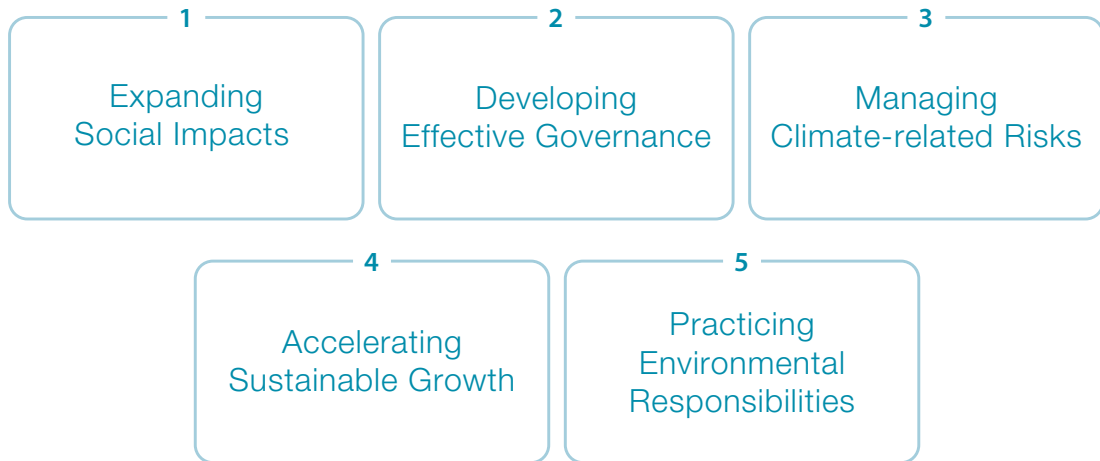 1
Expanding
Social Impacts
2
Developing
Effective Governance
3
Managing
Climate-related Risks
4
Accelerating
Sustainable Growth
5
Practicing
Environmental
Responsibilities